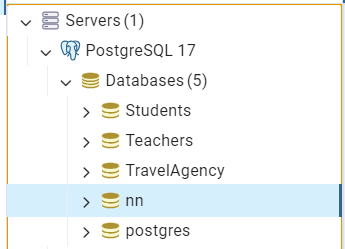 Servers (1)
PostgreSQL 17
Databases (5)
Students
Teachers
TravelAgency
nn
postgres